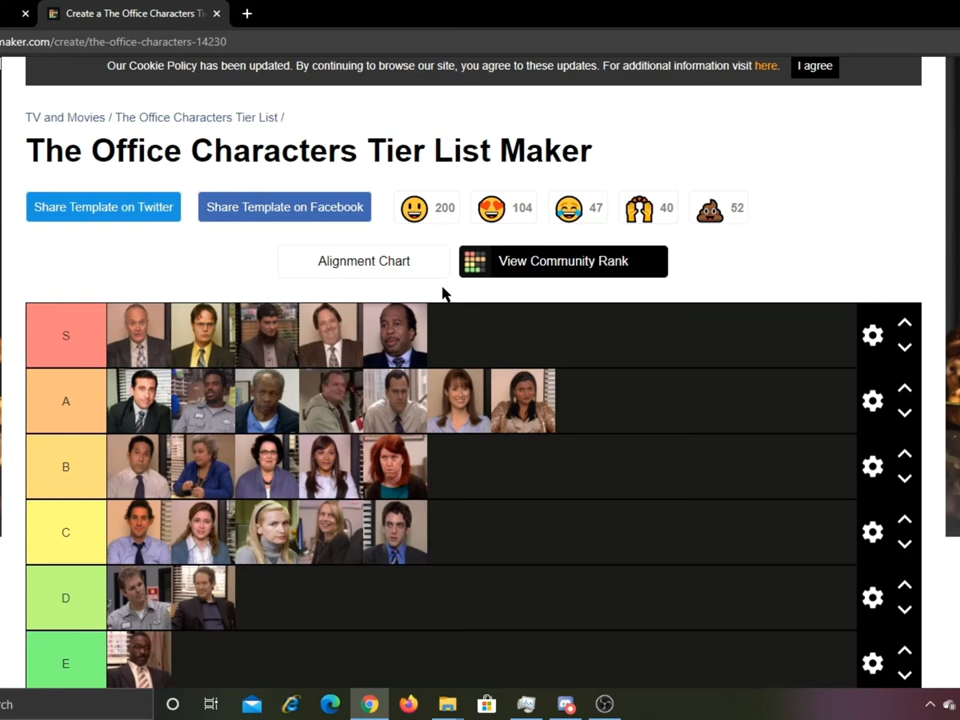 Create a The Office Characters Ti
maker.com/create/the-office-characters-14230
Our Cookie Policy has been updated. By continuing to browse our site, you agree to these updates. For additional information visit here.
I agree
TV and Movies / The Office Characters Tier List /
The Office Characters Tier List Maker
Share Template on Twitter
Share Template on Facebook
200
104
47
40
52
Alignment Chart
View Community Rank
S
A
B
C
D
E
rch